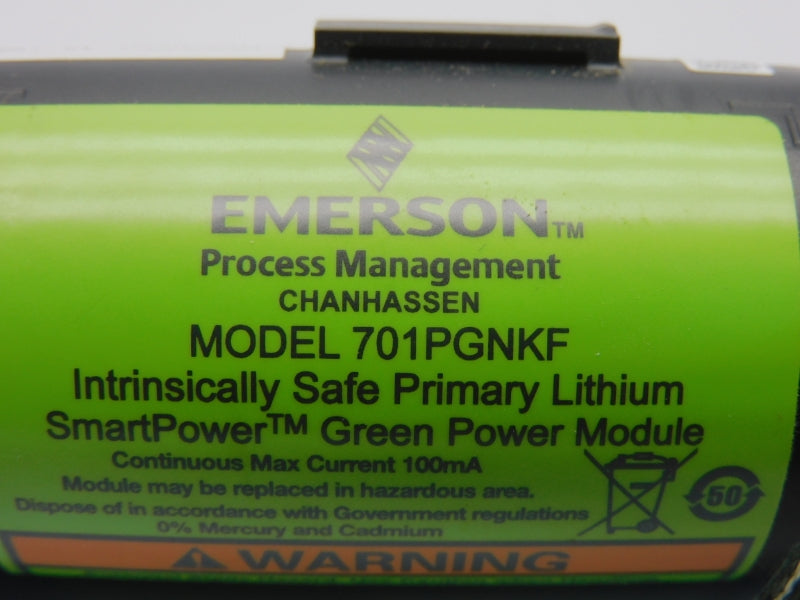 EMERSON™
Process Management
CHANHASSEN
MODEL 701PGNKF
Intrinsically Safe Primary Lithium
SmartPower™ Green Power Module
Continuous Max Current 100mA
Module may be replaced in hazardous area.
Dispose of in accordance with Government regulations
0% Mercury and Cadmium
50
WARNING